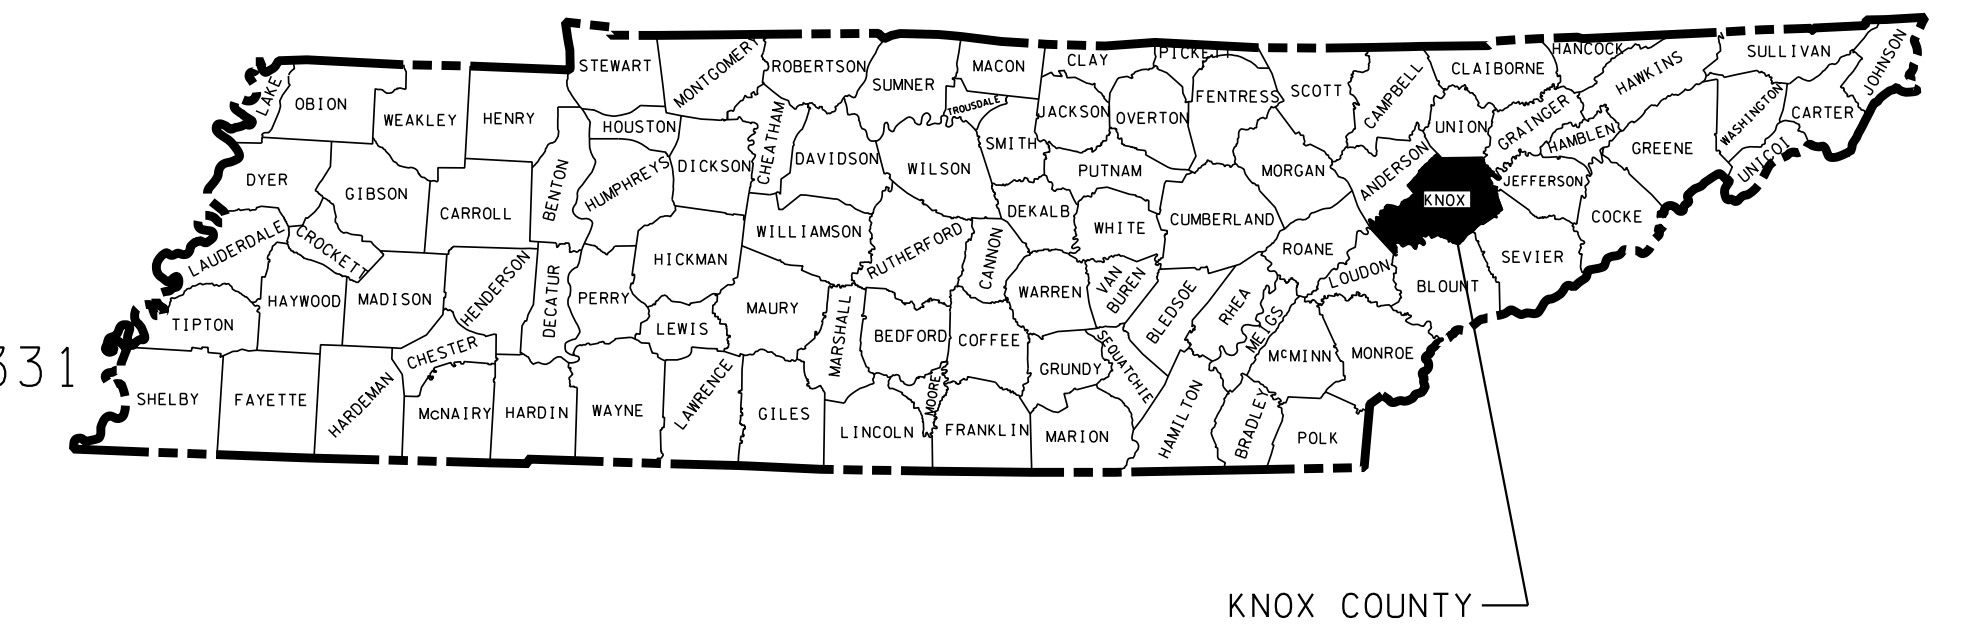 HANCOCK
SULLIVAN
JOHNSON
STEWART
MONTGOMERY
ROBERTSON
SUMNER
MACON
CLAY
PICKETT
FENTRESS
SCOTT
CAMPBELL
CLAIBORNE
HAWKINS
LAKE
OBION
WEAKLEY
HENRY
HOUSTON
CHEATHAM
TROUSDALE
JACKSON
OVERTON
UNION
GRAINGER
HAMBLEN
WASHINGTON
CARTER
DYER
GIBSON
CARROLL
BENTON
HUMPHREYS
DICKSON
DAVIDSON
WILSON
SMITH
PUTNAM
MORGAN
ANDERSON
KNOX
JEFFERSON
GREENE
UNICOI
LAUDERDALE
CROCKETT
WILLIAMSON
RUTHERFORD
CANNON
DEKALB
WHITE
CUMBERLAND
ROANE
LOUDON
BLOUNT
SEVIER
COCKE
HAYWOOD
MADISON
HENDERSON
DECATUR
PERRY
HICKMAN
MAURY
WARREN
VAN
BUREN
BLEDSOE
RHEA
MEIGS
TIPTON
LEWIS
MARSHALL
BEDFORD
COFFEE
GRUNDY
SEQUATCHIE
McMINN
MONROE
331
SHELBY
FAYETTE
HARDEMAN
CHESTER
McNAIRY
HARDIN
WAYNE
LAWRENCE
GILES
LINCOLN
MOORE
FRANKLIN
MARION
HAMILTON
BRADLEY
POLK
KNOX COUNTY